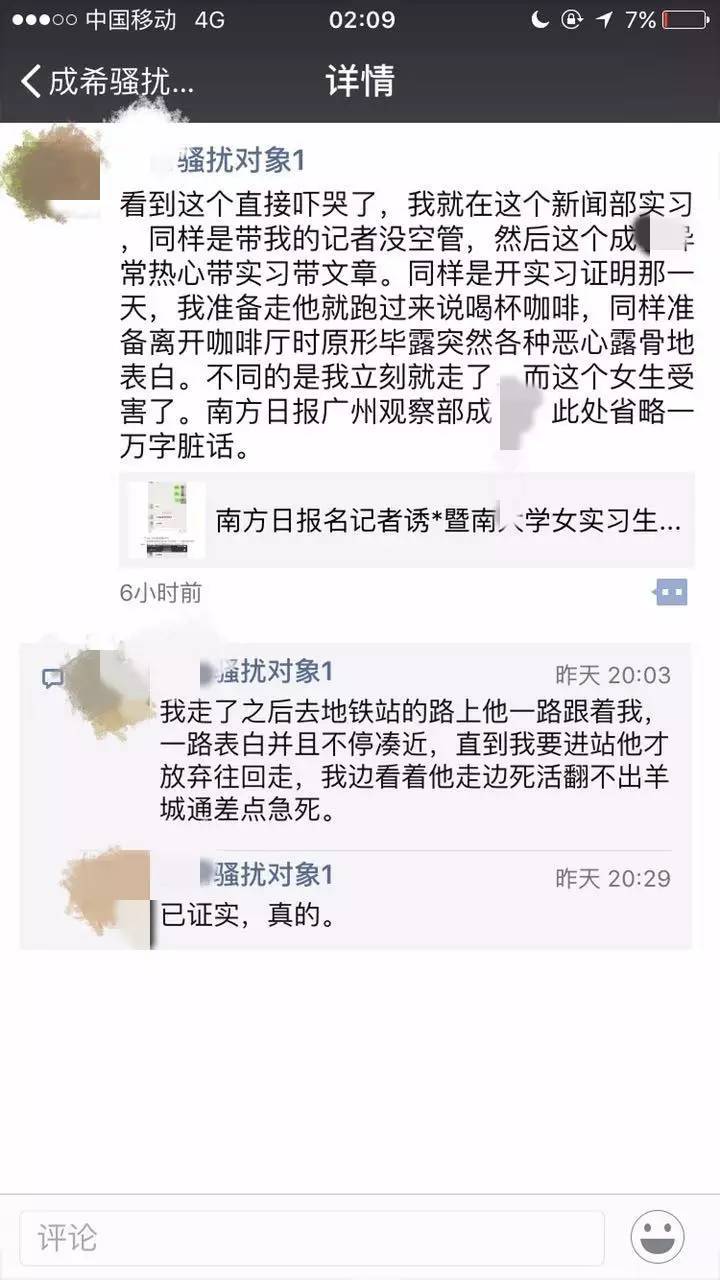 中国移动 4G 02:09 7%
成希骚扰... 详情
骚扰对象1
看到这个直接吓哭了，我就在这个新闻部实习
，同样是带我的记者没空管，然后这个成
常热心带实习带文章。同样是开实习证明那一
天，我准备走他就跑过来说喝杯咖啡，同样准
备离开咖啡厅时原形毕露突然各种恶心露骨地
表白。不同的是我立刻就走了 而这个女生受
害了。南方日报广州观察部成 此处省略一
万字脏话。
南方日报名记者诱*暨南大学女实习生...
6小时前
骚扰对象1 昨天 20:03
我走了之后去地铁站的路上他一路跟着我，
一路表白并且不停凑近，直到我要进站他才
放弃往回走，我边看着他走边死活翻不出羊
城通差点急死。
骚扰对象1 昨天 20:29
已证实，真的。
评论